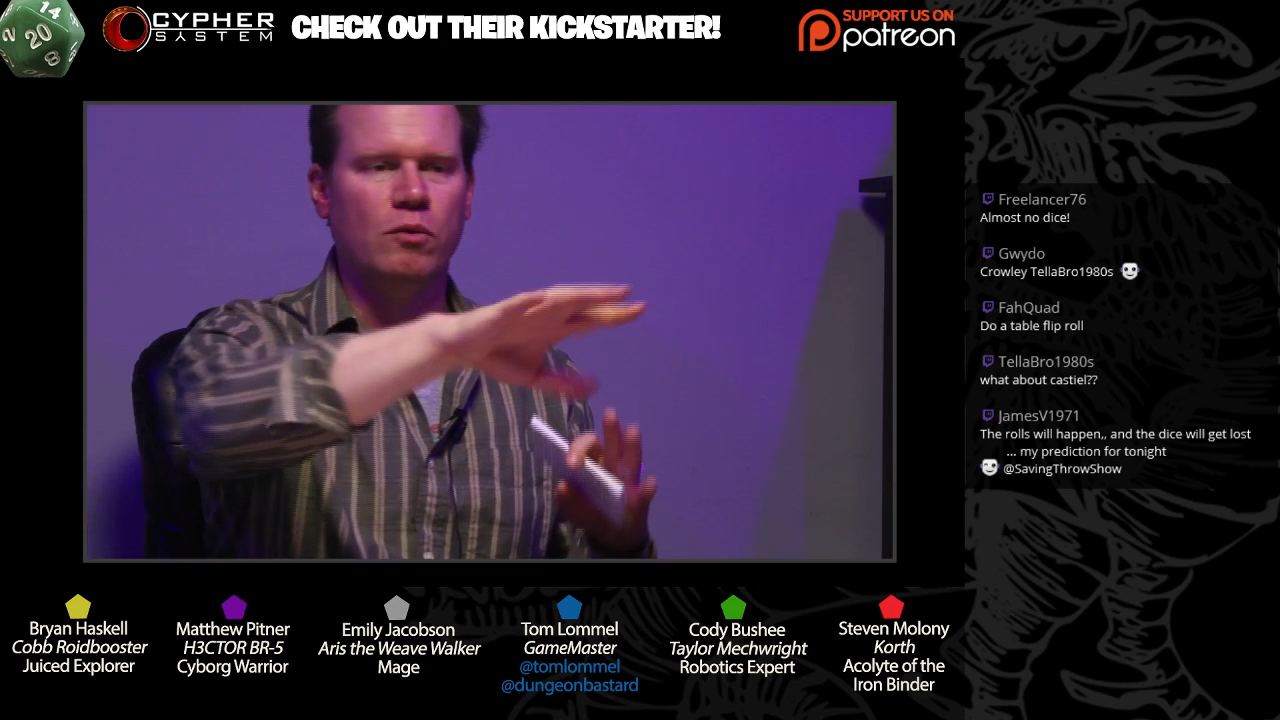 14
2
20
8
CYPHER
SYSTEM
CHECK OUT THEIR KICKSTARTER!
SUPPORT US ON
patreon
Freelancer76
Almost no dice!
Gwydo
Crowley TellaBro1980s
FahQuad
Do a table flip roll
TellaBro1980s
what about castiel??
JamesV1971
The rolls will happen,, and the dice will get lost
... my prediction for tonight
@SavingThrowShow
Bryan Haskell
Cobb Roidbooster
Juiced Explorer
Matthew Pitner
H3CTOR BR-5
Cyborg Warrior
Emily Jacobson
Aris the Weave Walker
Mage
Tom Lommel
GameMaster
@tomlommel
@dungeonbastard
Cody Bushee
Taylor Mechwright
Robotics Expert
Steven Molony
Korth
Acolyte of the
Iron Binder